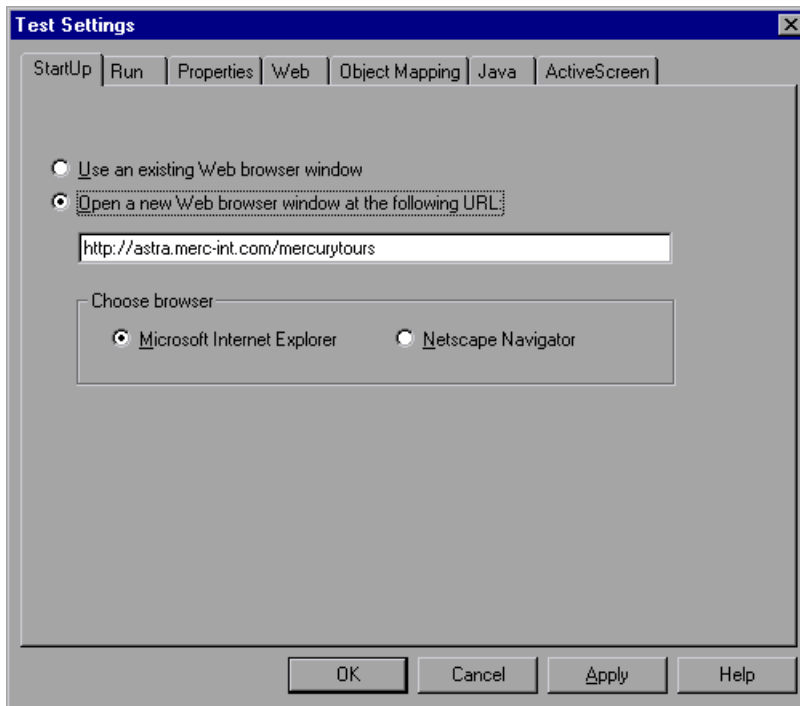 Test Settings
StartUp Run Properties Web Object Mapping Java ActiveScreen
Use an existing Web browser window
Open a new Web browser window at the following URL:
http://astra.merc-int.com/mercurytours
Choose browser
Microsoft Internet Explorer Netscape Navigator
OK Cancel Apply Help